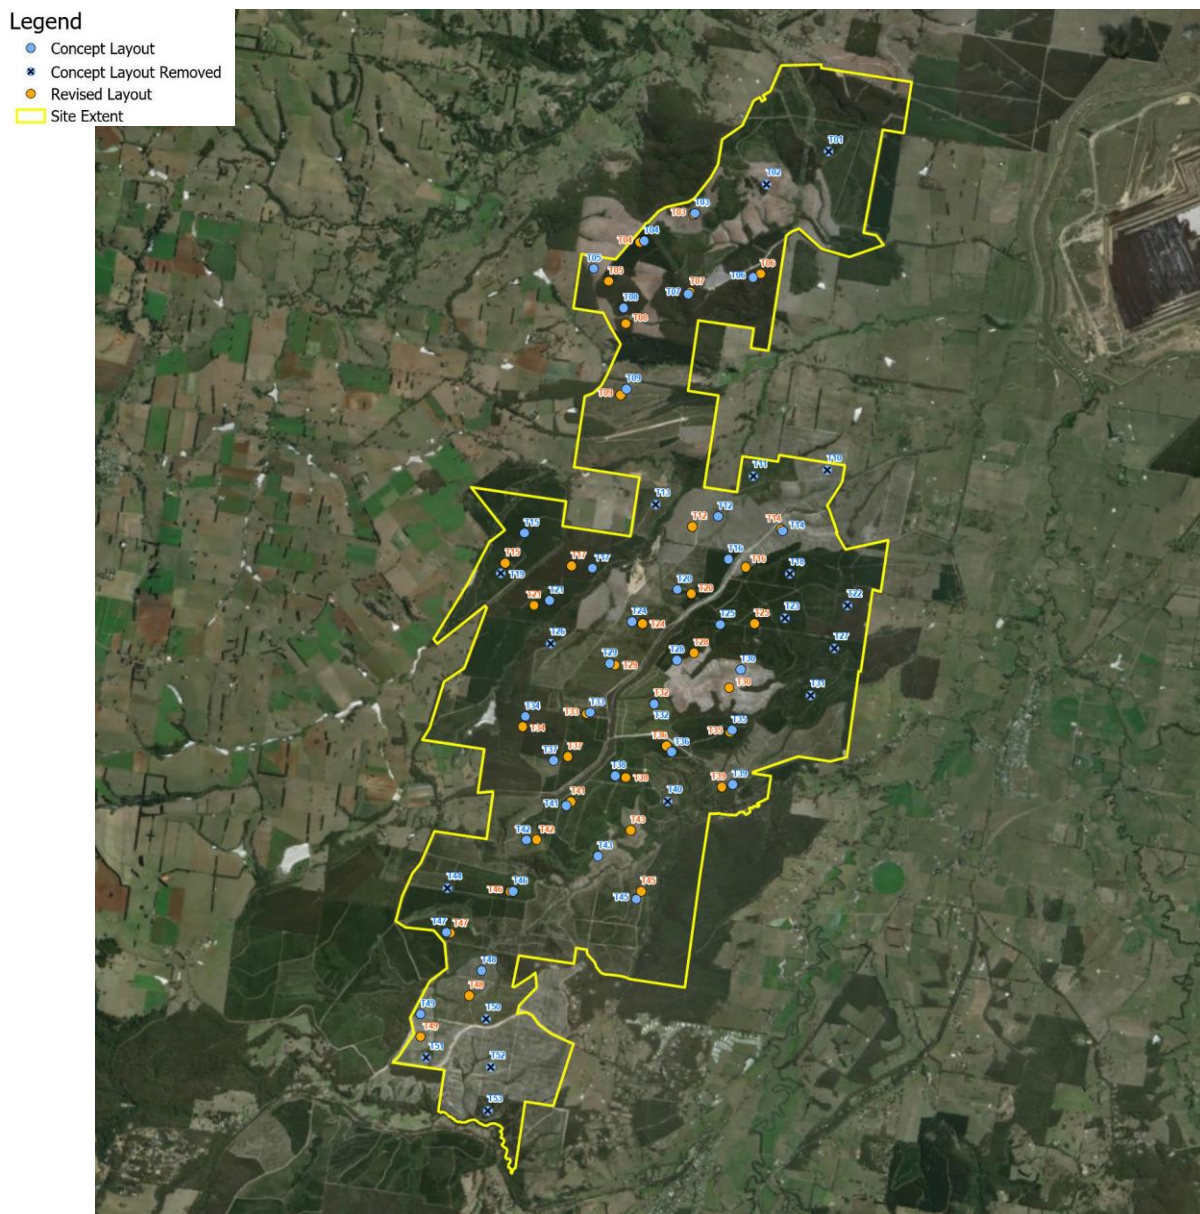 Legend
Concept Layout
Concept Layout Removed
Revised Layout
Site Extent
T01
T02
T03
T03
T04
T04
T05
T05
T06
T06
T07
T07
T08
T08
T09
T09
T10
T11
T13
T12
T12
T14
T14
T15
T15
T19
T17
T17
T16
T16
T18
T20
T20
T21
T21
T22
T23
T24
T24
T25
T25
T26
T27
T28
T28
T29
T29
T30
T30
T31
T32
T32
T33
T33
T34
T34
T35
T35
T36
T36
T37
T37
T38
T38
T39
T39
T40
T41
T41
T42
T42
T43
T43
T44
T45
T45
T46
T46
T47
T47
T48
T48
T49
T49
T50
T51
T52
T53